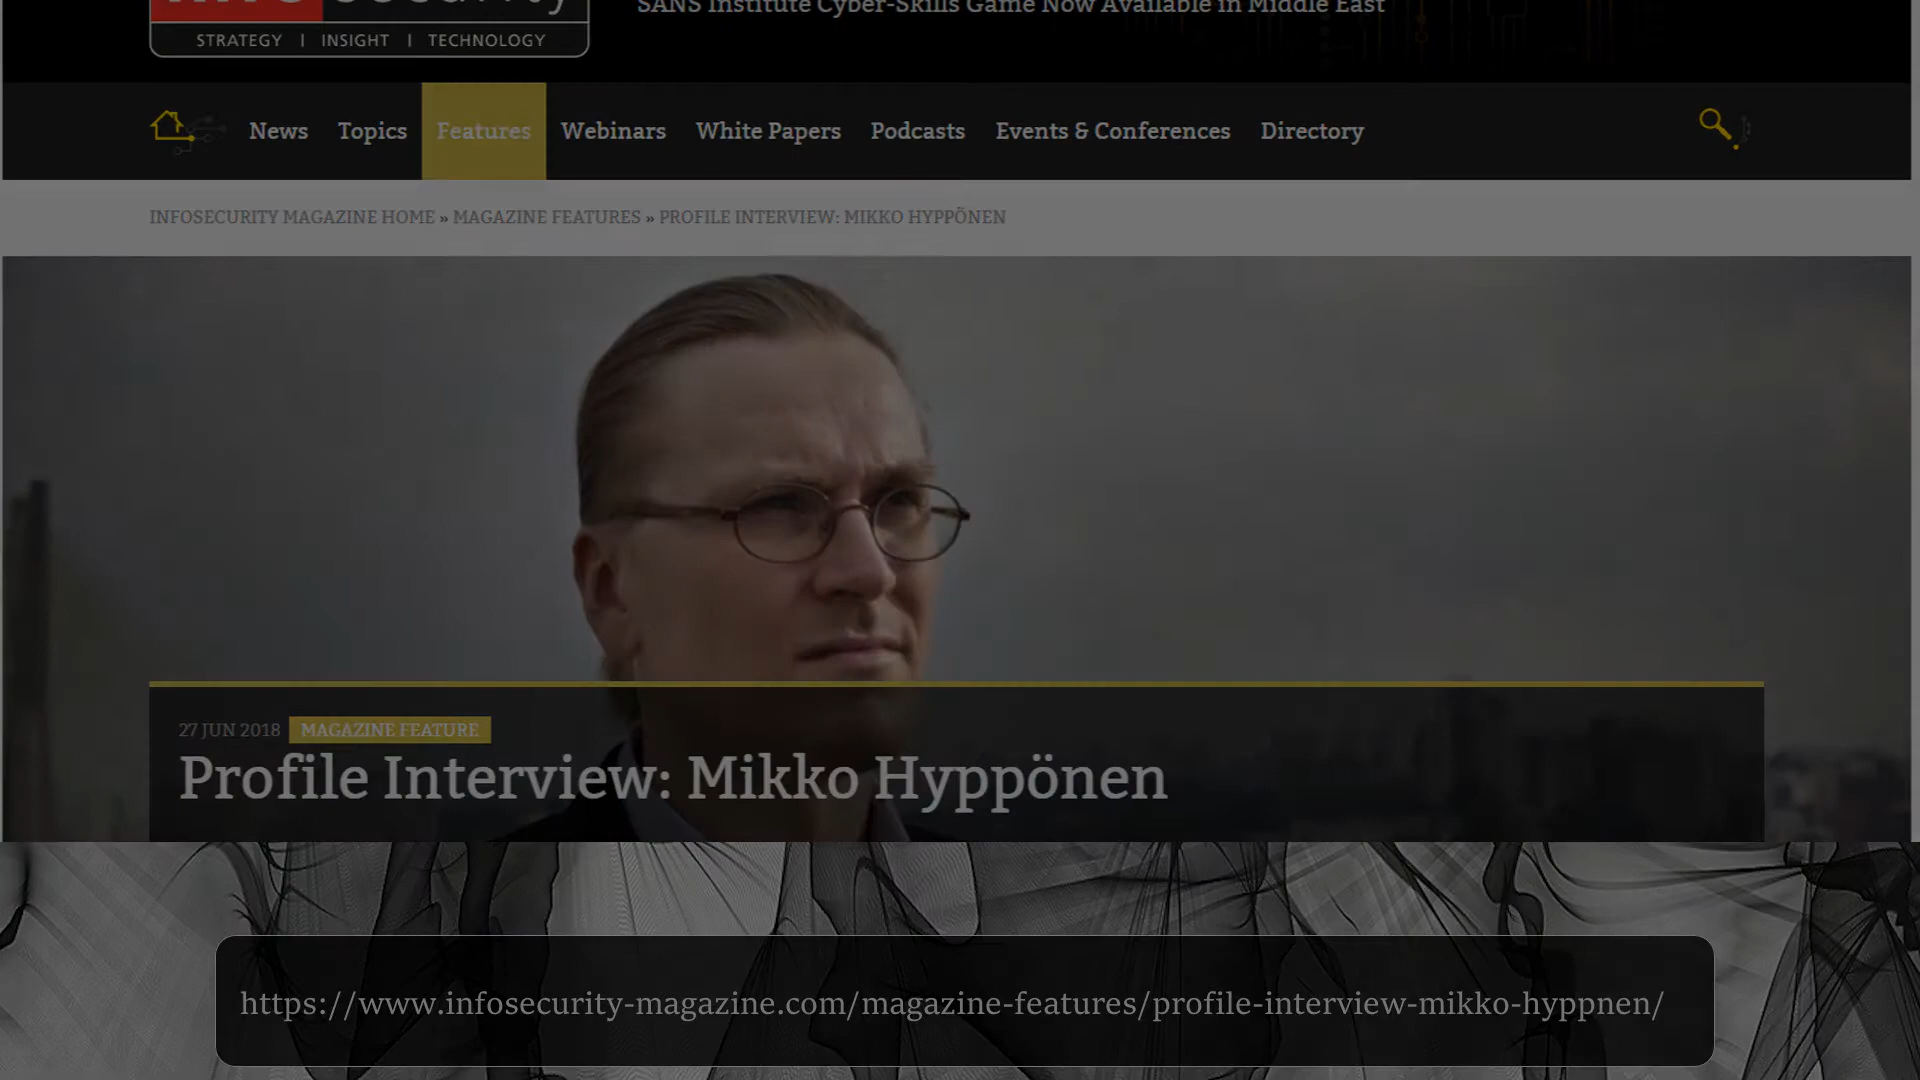 SANS Institute Cyber-Skills Game Now Available in Middle East
STRATEGY | INSIGHT | TECHNOLOGY
News Topics Features Webinars White Papers Podcasts Events & Conferences Directory
INFOSECURITY MAGAZINE HOME » MAGAZINE FEATURES » PROFILE INTERVIEW: MIKKO HYPPÖNEN
27 JUN 2018 MAGAZINE FEATURE
Profile Interview: Mikko Hyppönen
https://www.infosecurity-magazine.com/magazine-features/profile-interview-mikko-hyppnen/